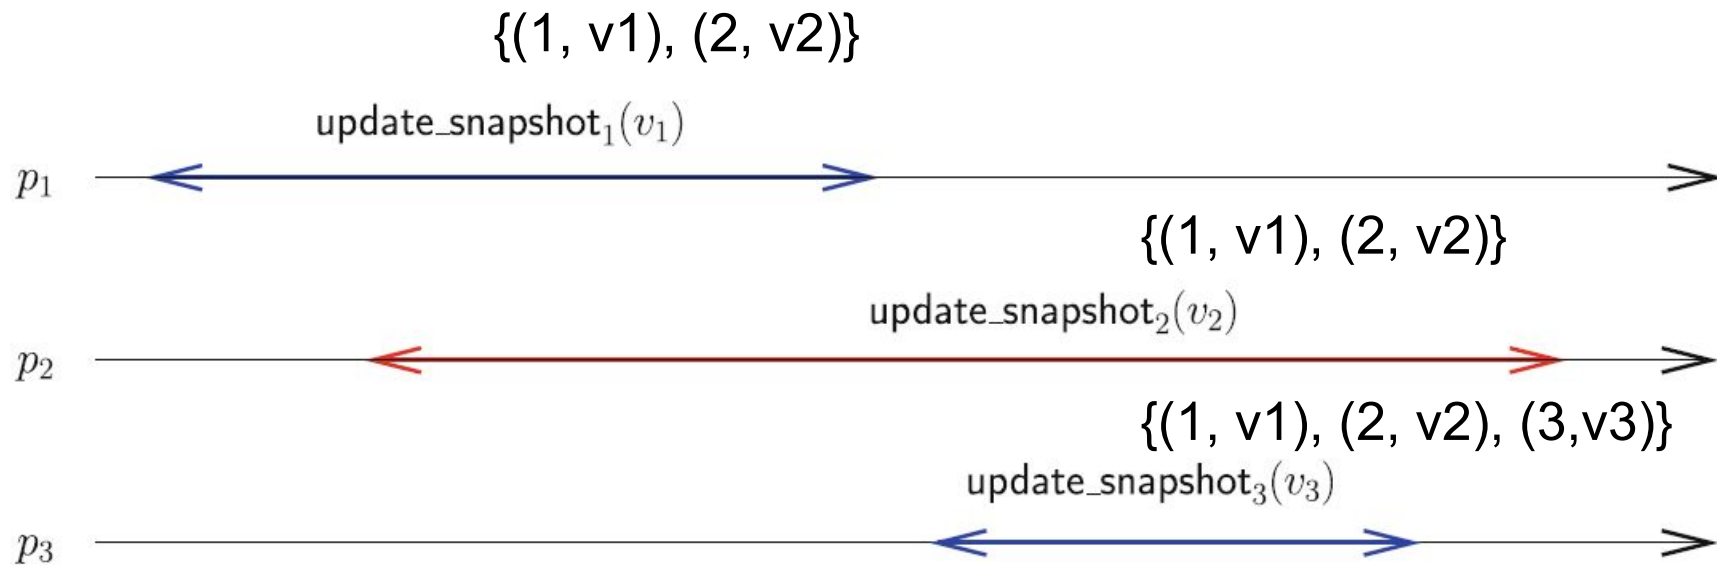 {(1, v1), (2, v2)}
update_snapshot₁(v₁)
p₁
{(1, v1), (2, v2)}
update_snapshot₂(v₂)
p₂
{(1, v1), (2, v2), (3,v3)}
update_snapshot₃(v₃)
p₃